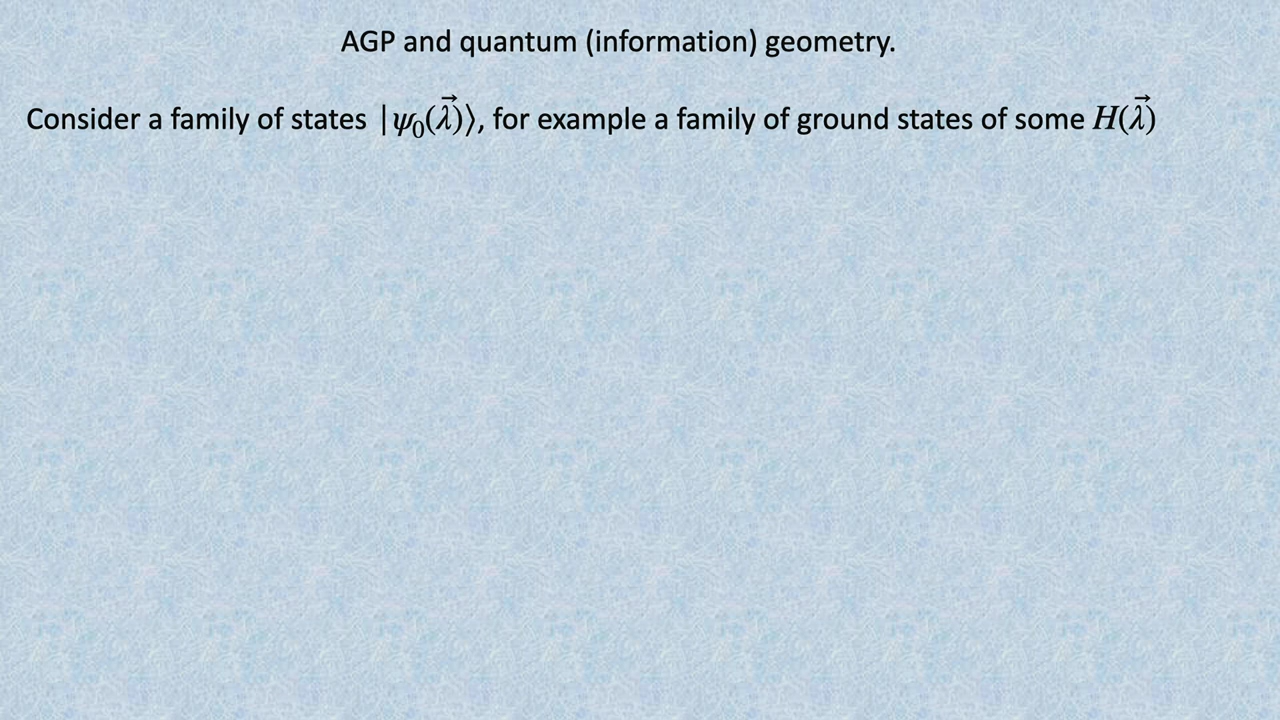 AGP and quantum (information) geometry.
Consider a family of states |ψ₀(λ⃗)⟩, for example a family of ground states of some H(λ⃗)